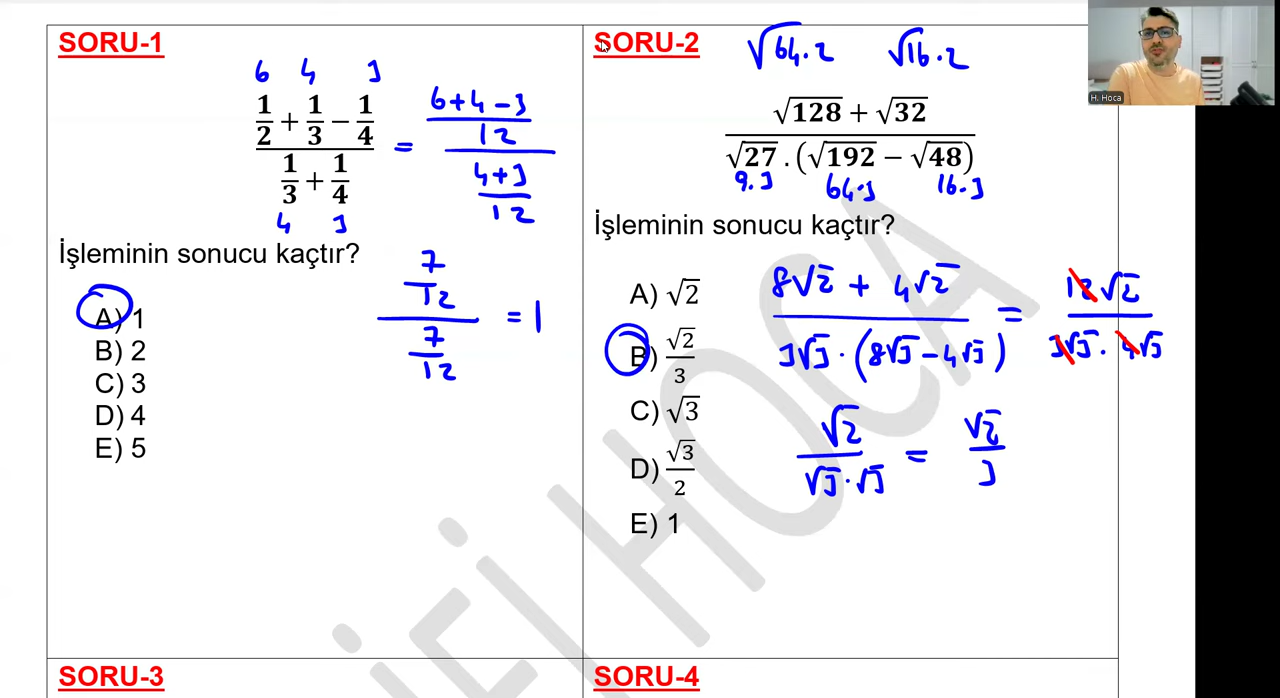 SORU-1
6 4 3
1/2 + 1/3 − 1/4
1/3 + 1/4
4 3
= 6+4-3
12
4+3
12
İşleminin sonucu kaçtır?
7/12
7/12
= 1
A) 1
B) 2
C) 3
D) 4
E) 5
SORU-2
√64.2 √16.2
√128 + √32
√27 . (√192 − √48)
9.3 64.3 16.3
İşleminin sonucu kaçtır?
8√2 + 4√2
3√3 . (8√3 - 4√3)
= 12√2
3√3 . 4√3
√2
√3 . √3
= √2
3
A) √2
B) √2/3
C) √3
D) √3/2
E) 1
SORU-3
SORU-4
İ HOCA
H. Hoca